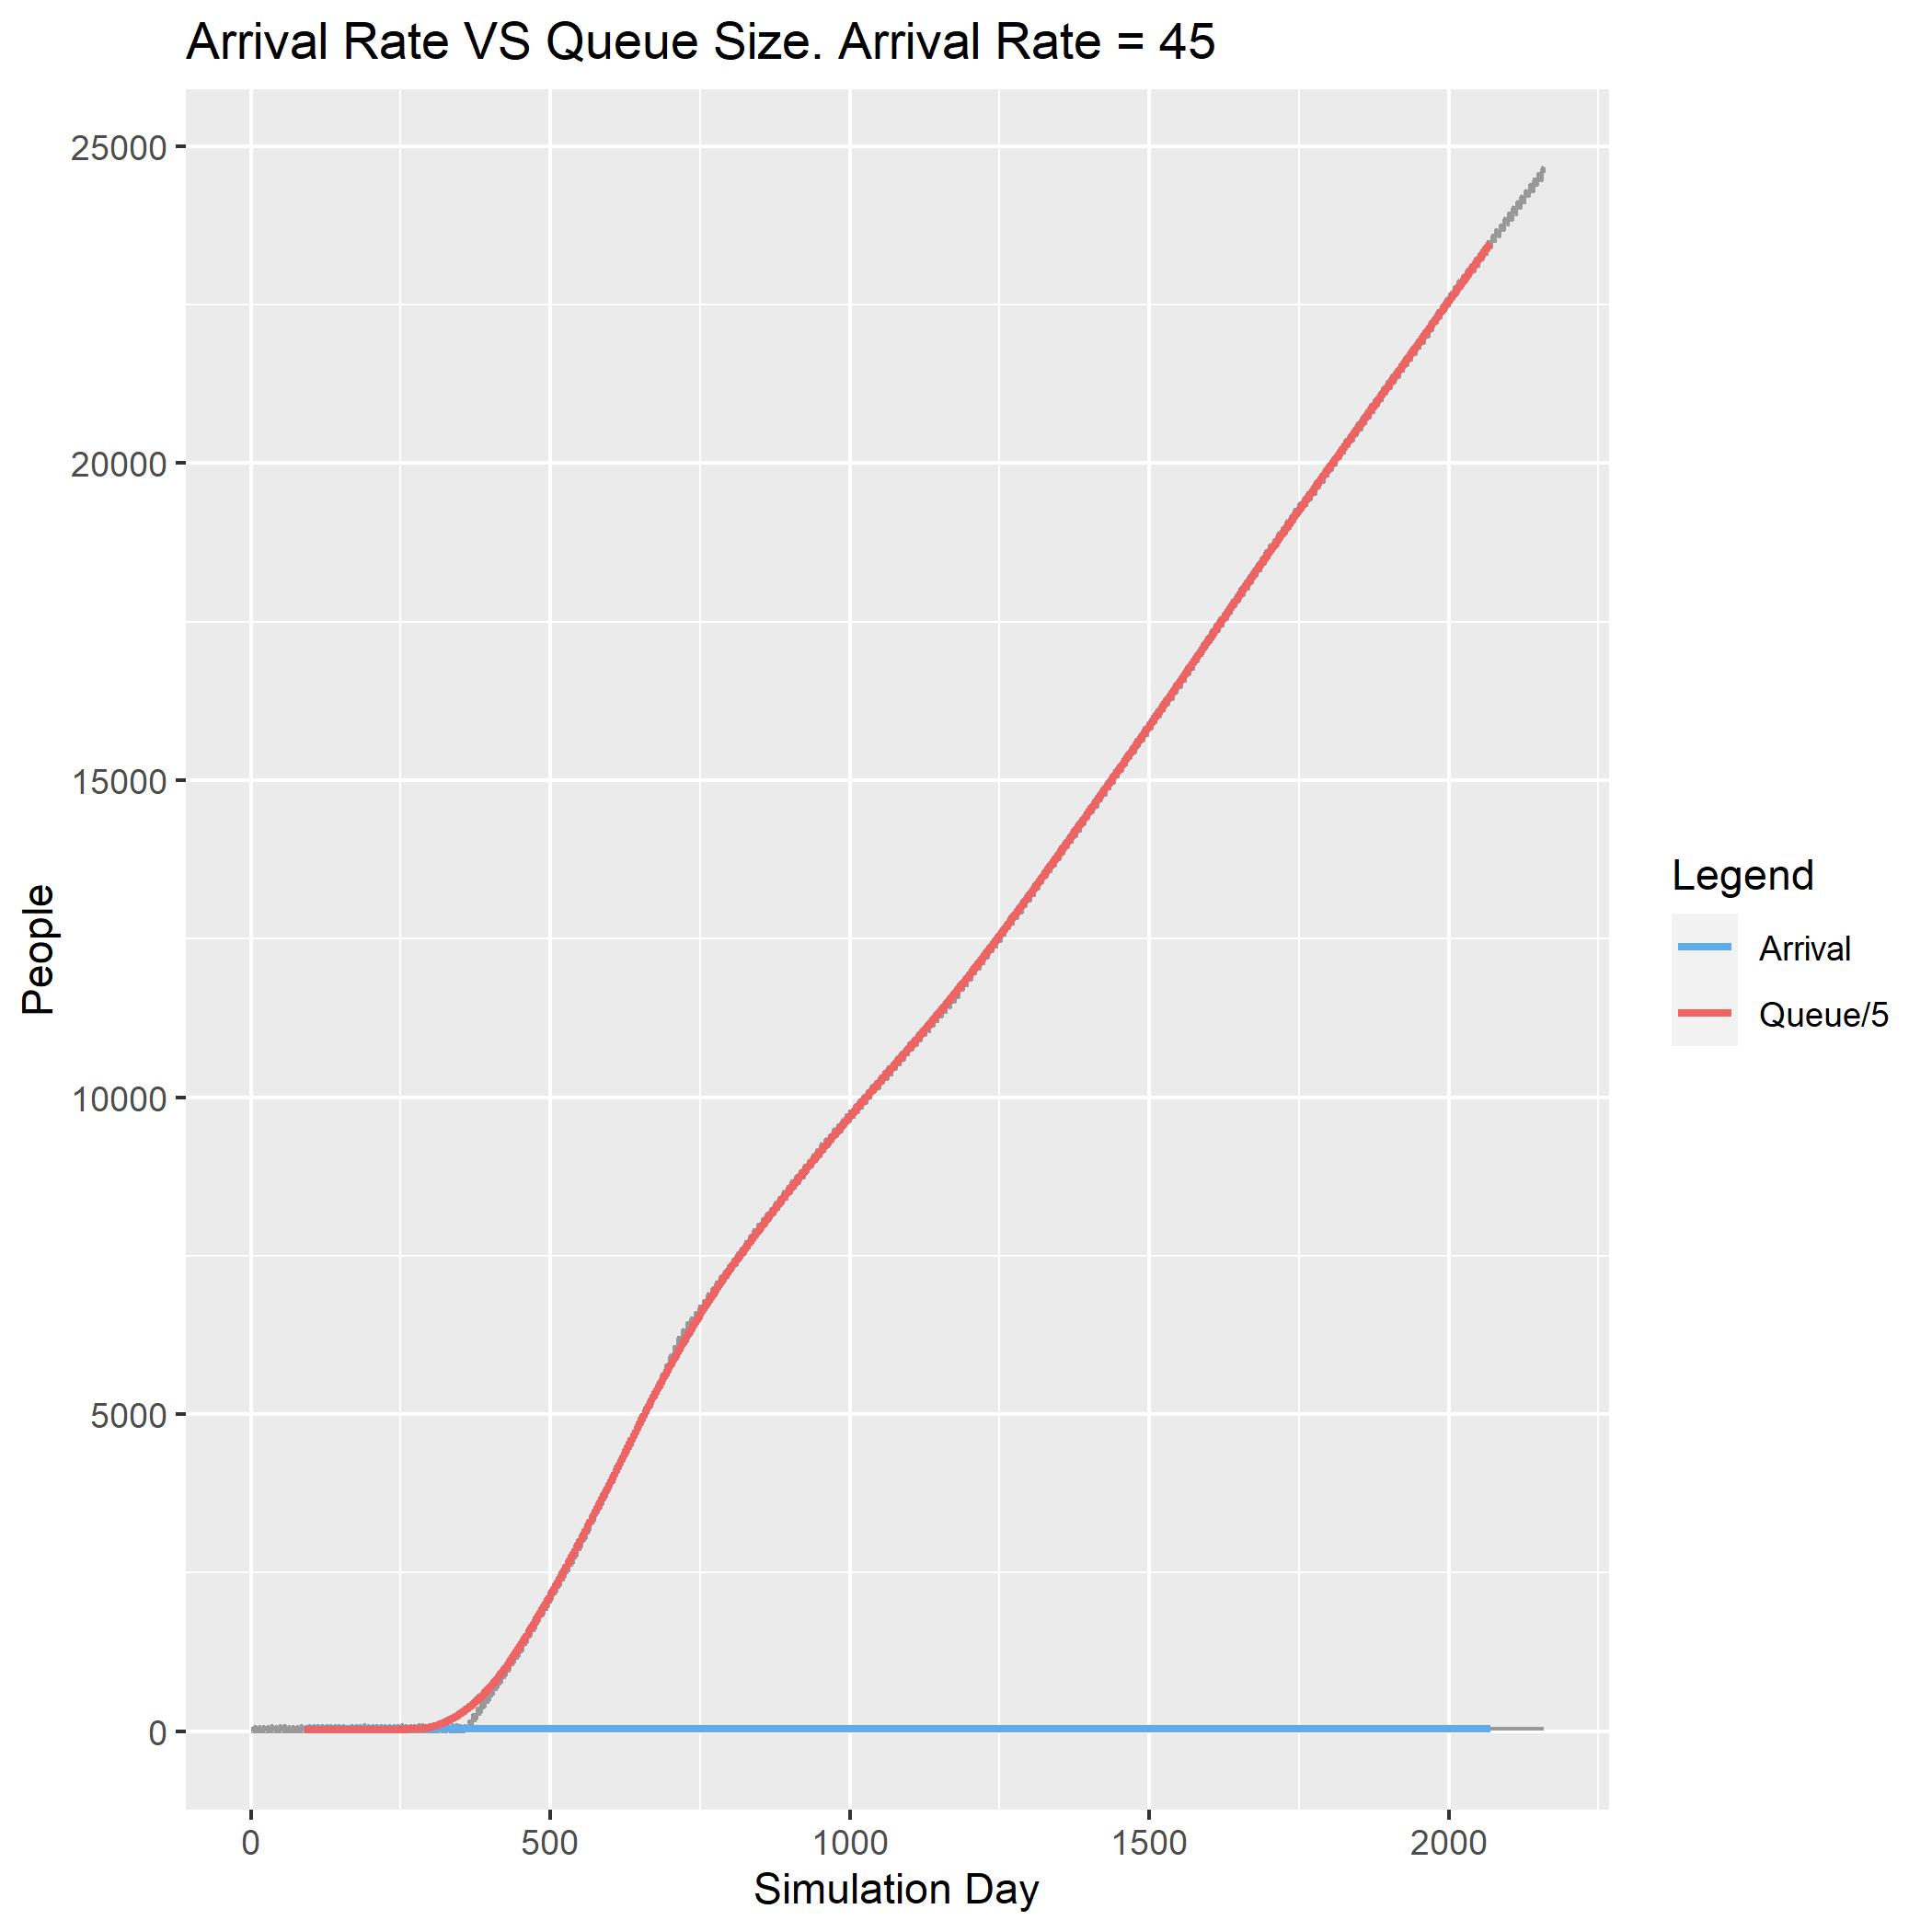 Arrival Rate VS Queue Size. Arrival Rate = 45
25000
20000
15000
10000
5000
0
People
0 500 1000 1500 2000
Simulation Day
Legend
Arrival
Queue/5